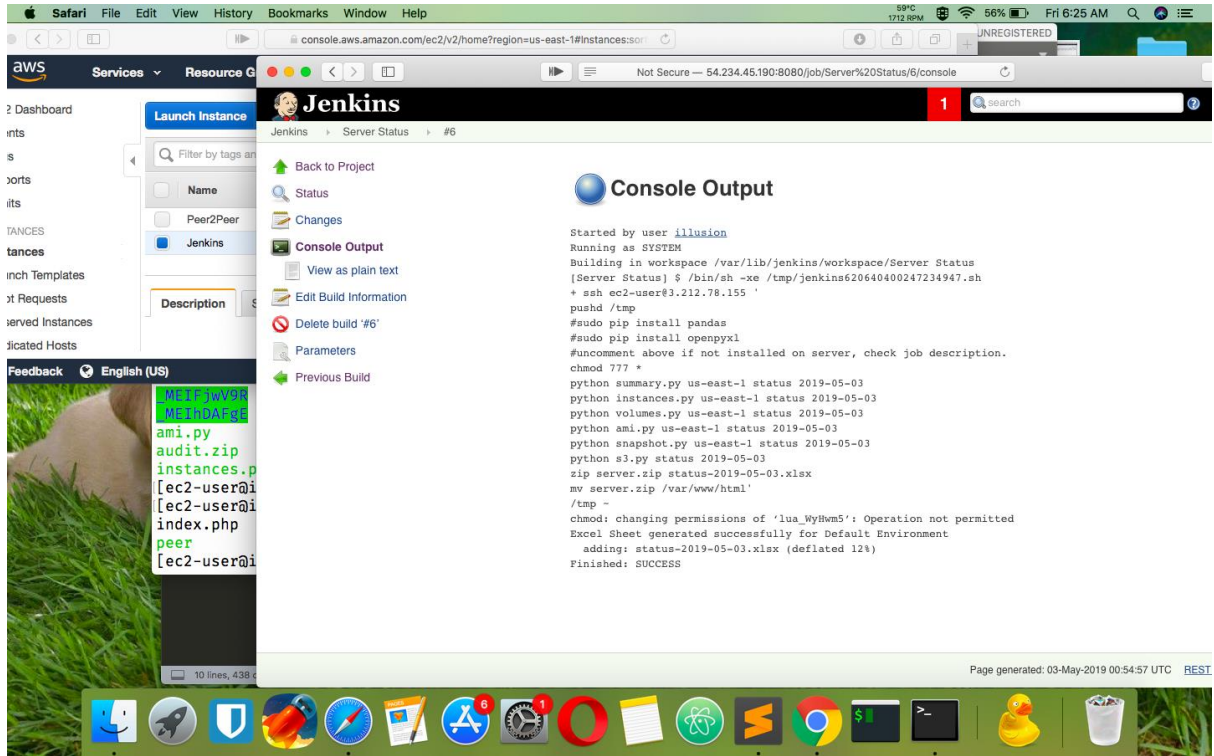 Safari File Edit View History Bookmarks Window Help
59°C
1712 RPM
56%
Fri 6:25 AM
console.aws.amazon.com/ec2/v2/home?region=us-east-1#Instances:sor
UNREGISTERED
aws
Services
Resource G
2 Dashboard
Launch Instance
Filter by tags an
Name
Peer2Peer
Jenkins
TANCES
tances
unch Templates
ot Requests
served Instances
dicated Hosts
Description
Feedback
English (US)
Not Secure — 54.234.45.190:8080/job/Server%20Status/6/console
Jenkins
1
search
Jenkins
Server Status
#6
Back to Project
Status
Changes
Console Output
View as plain text
Edit Build Information
Delete build ‘#6’
Parameters
Previous Build
Console Output
Started by user illusion
Running as SYSTEM
Building in workspace /var/lib/jenkins/workspace/Server Status
[Server Status] $ /bin/sh -xe /tmp/jenkins620640400247234947.sh
+ ssh ec2-user@3.212.78.155 '
pushd /tmp
#sudo pip install pandas
#sudo pip install openpyxl
#uncomment above if not installed on server, check job description.
chmod 777 *
python summary.py us-east-1 status 2019-05-03
python instances.py us-east-1 status 2019-05-03
python volumes.py us-east-1 status 2019-05-03
python ami.py us-east-1 status 2019-05-03
python snapshot.py us-east-1 status 2019-05-03
python s3.py status 2019-05-03
zip server.zip status-2019-05-03.xlsx
mv server.zip /var/www/html'
/tmp ~
chmod: changing permissions of ‘lua_WyHwm5’: Operation not permitted
Excel Sheet generated successfully for Default Environment
adding: status-2019-05-03.xlsx (deflated 12%)
Finished: SUCCESS
Page generated: 03-May-2019 00:54:57 UTC REST
_MEIFjwV9R
_MEIhDAFgE
ami.py
audit.zip
instances.p
[[ec2-user@i
[[ec2-user@i
index.php
peer
[ec2-user@i
10 lines, 438 c
6
1